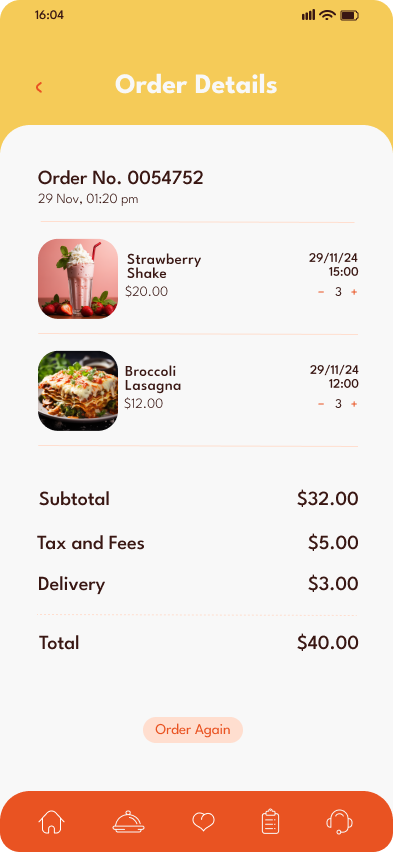 16:04
Order Details
Order No. 0054752
29 Nov, 01:20 pm
Strawberry
Shake
$20.00
29/11/24
15:00
− 3 +
Broccoli
Lasagna
$12.00
29/11/24
12:00
− 3 +
Subtotal $32.00
Tax and Fees $5.00
Delivery $3.00
Total $40.00
Order Again